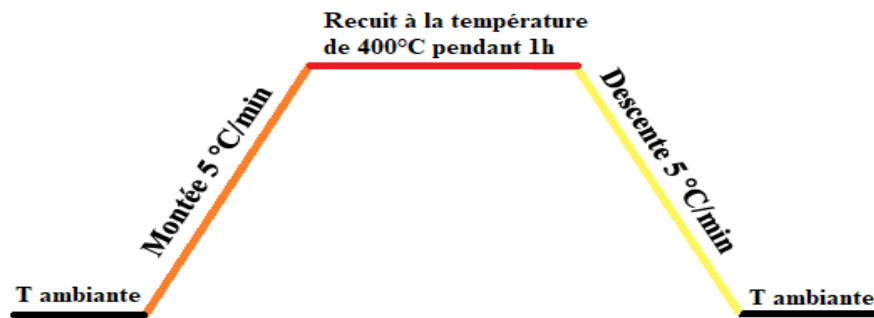 Recuit à la température
de 400°C pendant 1h
Montée 5 °C/min
Descente 5 °C/min
T ambiante
T ambiante